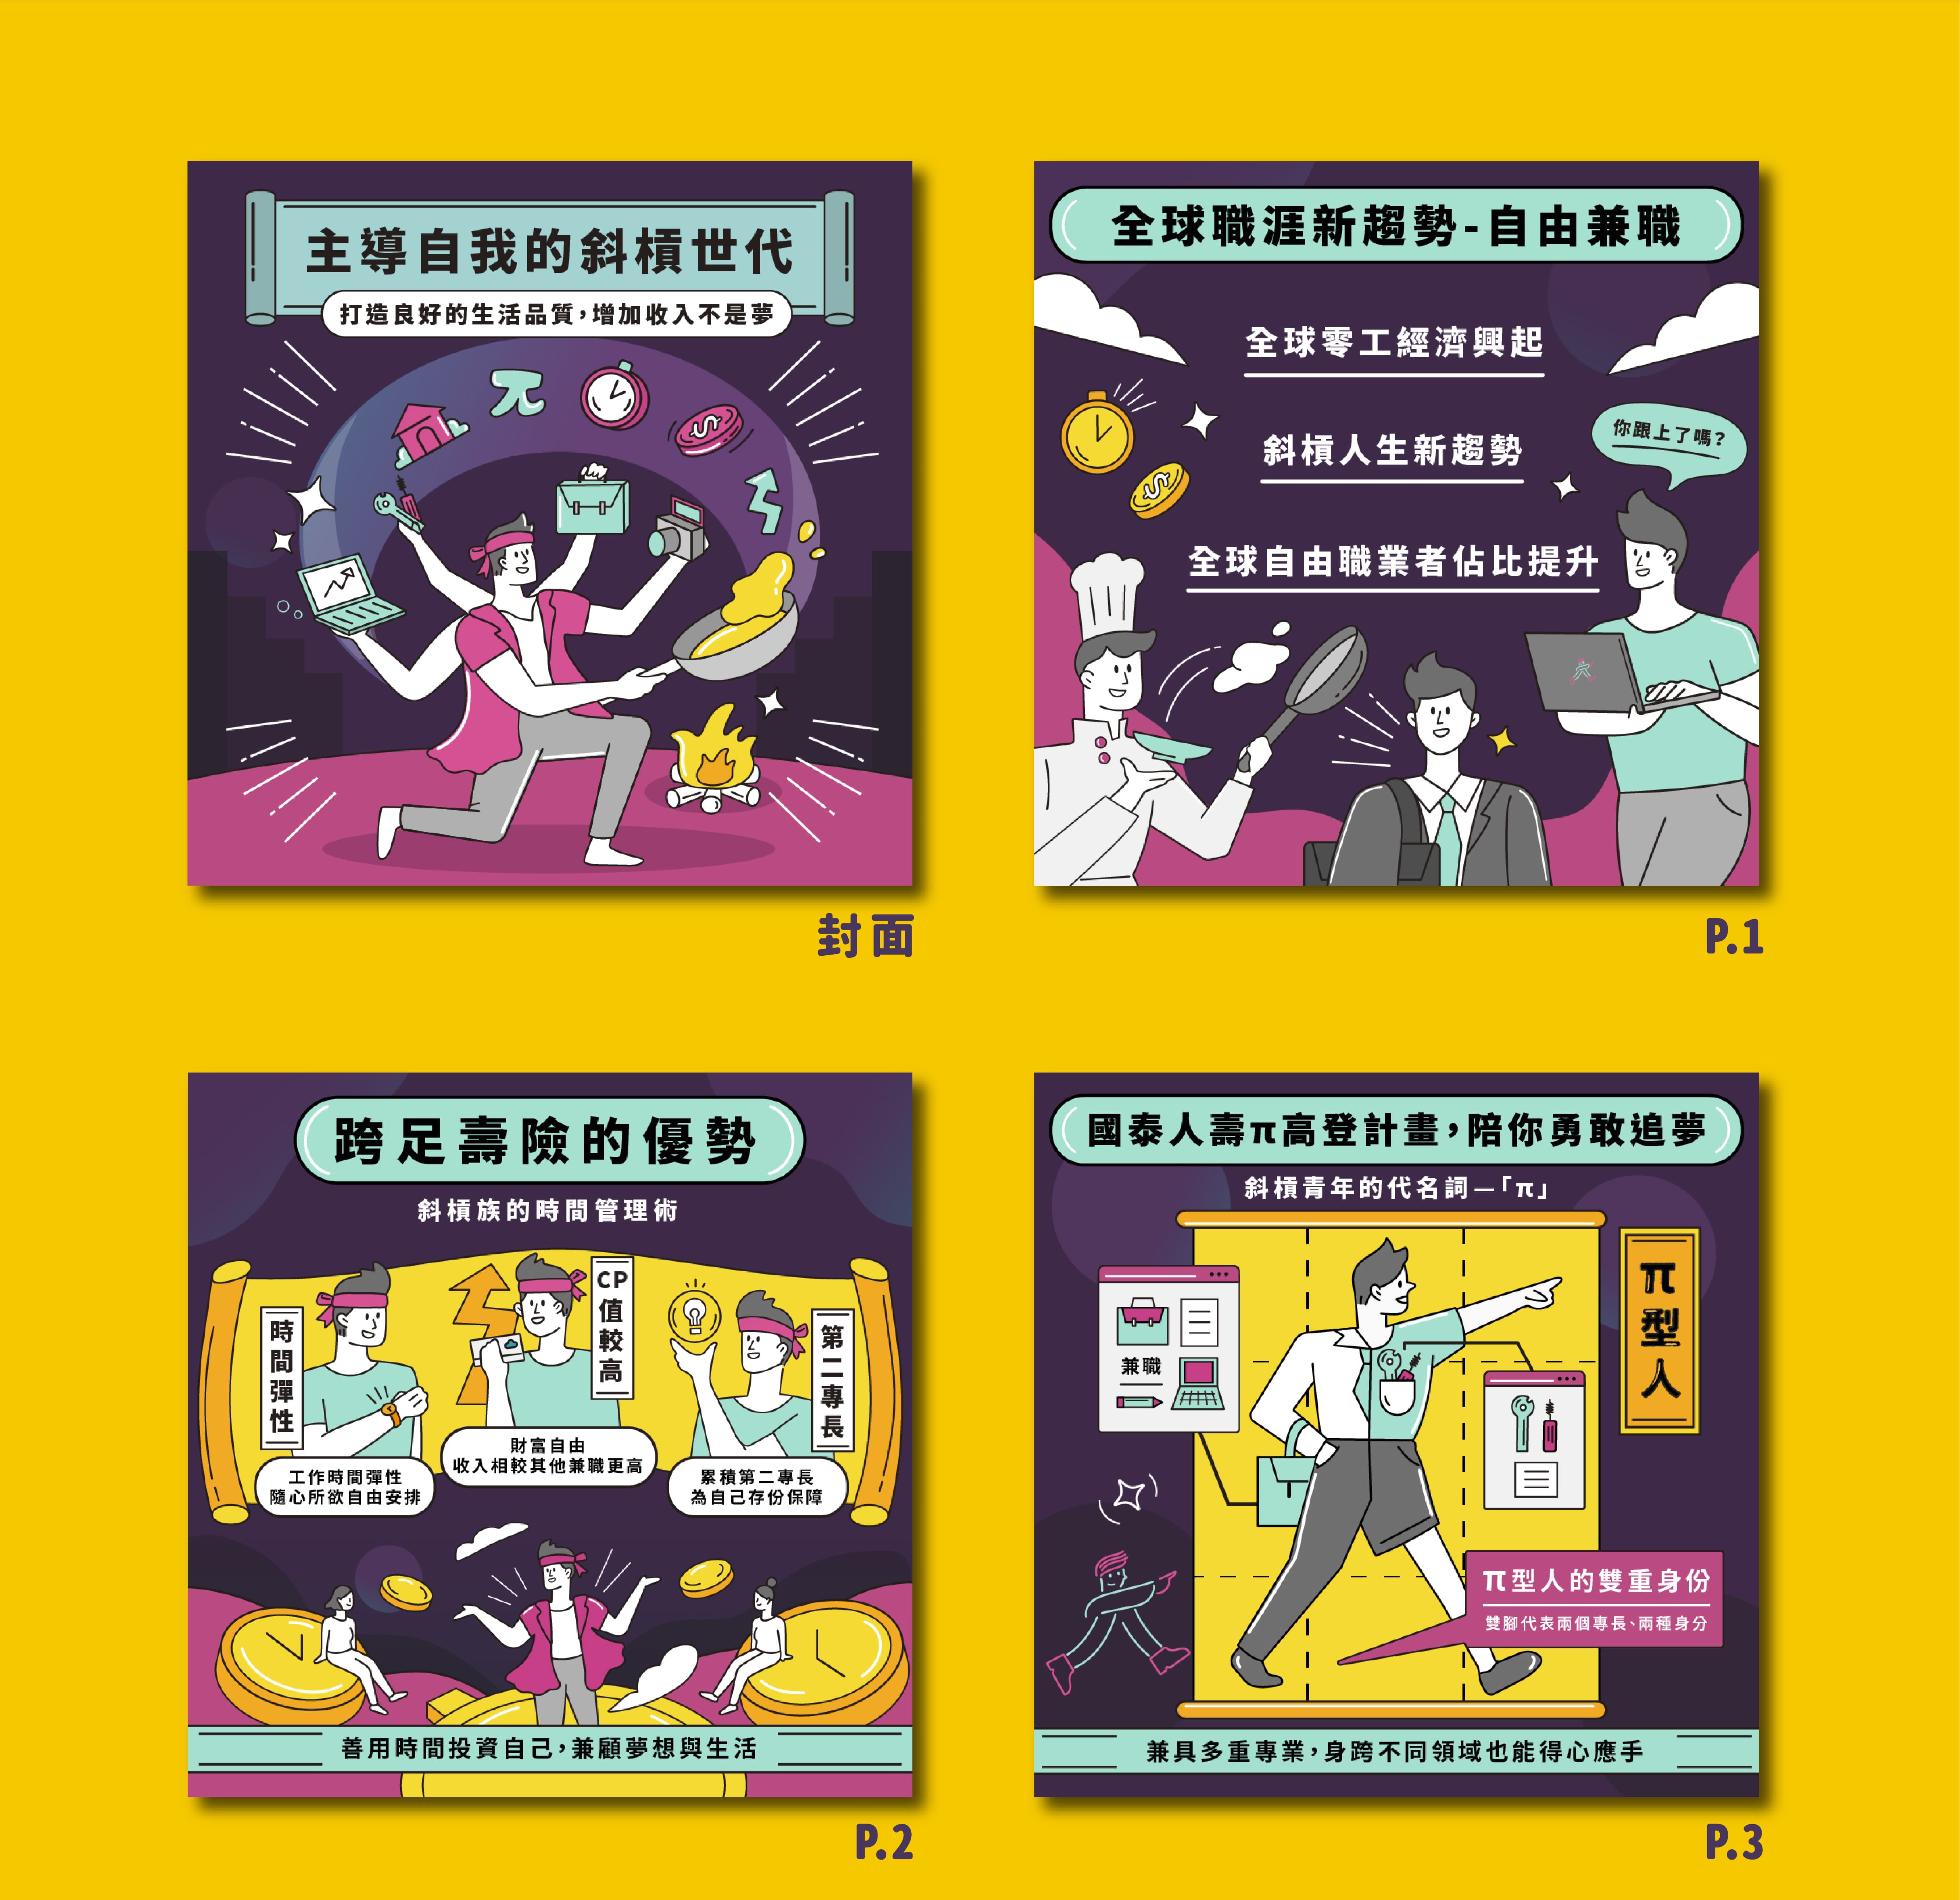 主導自我的斜槓世代
打造良好的生活品質，增加收入不是夢
封面
全球職涯新趨勢-自由兼職
全球零工經濟興起
斜槓人生新趨勢
你跟上了嗎？
全球自由職業者佔比提升
P.1
跨足壽險的優勢
斜槓族的時間管理術
時間彈性
工作時間彈性
隨心所欲自由安排
CP值較高
財富自由
收入相較其他兼職更高
第二專長
累積第二專長
為自己存份保障
善用時間投資自己，兼顧夢想與生活
P.2
國泰人壽π高登計畫，陪你勇敢追夢
斜槓青年的代名詞—「π」
兼職
π型人
π型人的雙重身份
雙腳代表兩個專長、兩種身分
兼具多重專業，身跨不同領域也能得心應手
P.3